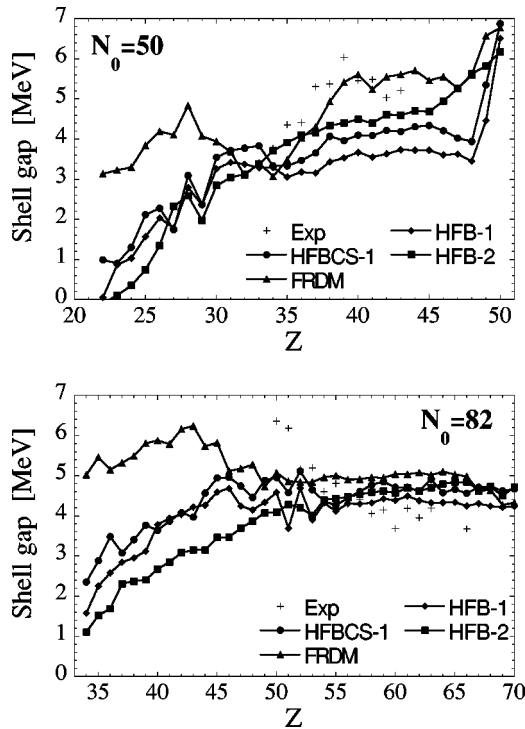 7
6
5
4
3
2
1
0
Shell gap [MeV]
N₀=50
+ Exp
HFB-1
HFBCS-1
HFB-2
FRDM
20 25 30 35 40 45 50
Z
7
6
5
4
3
2
1
0
Shell gap [MeV]
N₀=82
+ Exp
HFB-1
HFBCS-1
HFB-2
FRDM
35 40 45 50 55 60 65 70
Z